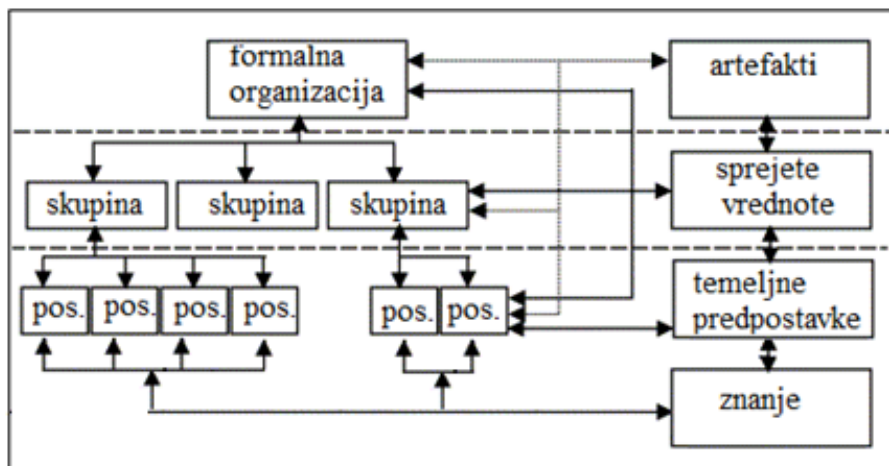 formalna
organizacija
artefakti
skupina
skupina
skupina
sprejete
vrednote
pos.
pos.
pos.
pos.
pos.
pos.
temeljne
predpostavke
znanje